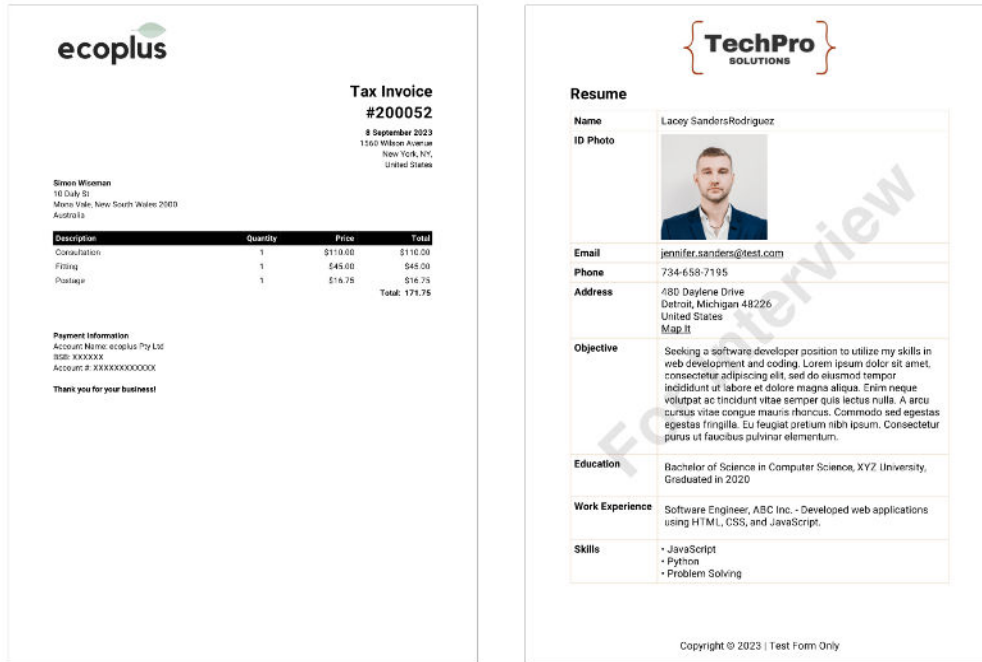 ecoplus
Tax Invoice
#200052
8 September 2023
1560 Wilson Avenue
New York, NY,
United States
Simon Wiseman
10 Daly St
Mona Vale, New South Wales 2000
Australia
Description Quantity Price Total
Consultation 1 $110.00 $110.00
Fitting 1 $45.00 $45.00
Postage 1 $16.75 $16.75
Total: 171.75
Payment Information
Account Name: ecoplus Pty Ltd
BSB: XXXXXX
Account #: XXXXXXXXXXXX
Thank you for your business!
TechPro
SOLUTIONS
Resume
Name Lacey SandersRodriguez
ID Photo
Email jennifer.sanders@test.com
Phone 734-658-7195
Address 480 Daylene Drive
Detroit, Michigan 48226
United States
Map It
Objective Seeking a software developer position to utilize my skills in
web development and coding. Lorem ipsum dolor sit amet,
consectetur adipiscing elit, sed do eiusmod tempor
incididunt ut labore et dolore magna aliqua. Enim neque
volutpat ac tincidunt vitae semper quis lectus nulla. A arcu
cursus vitae congue mauris rhoncus. Commodo sed egestas
egestas fringilla. Eu feugiat pretium nibh ipsum. Consectetur
purus ut faucibus pulvinar elementum.
Education Bachelor of Science in Computer Science, XYZ University,
Graduated in 2020
Work Experience Software Engineer, ABC Inc. - Developed web applications
using HTML, CSS, and JavaScript.
Skills • JavaScript
• Python
• Problem Solving
For Interview
Copyright © 2023 | Test Form Only